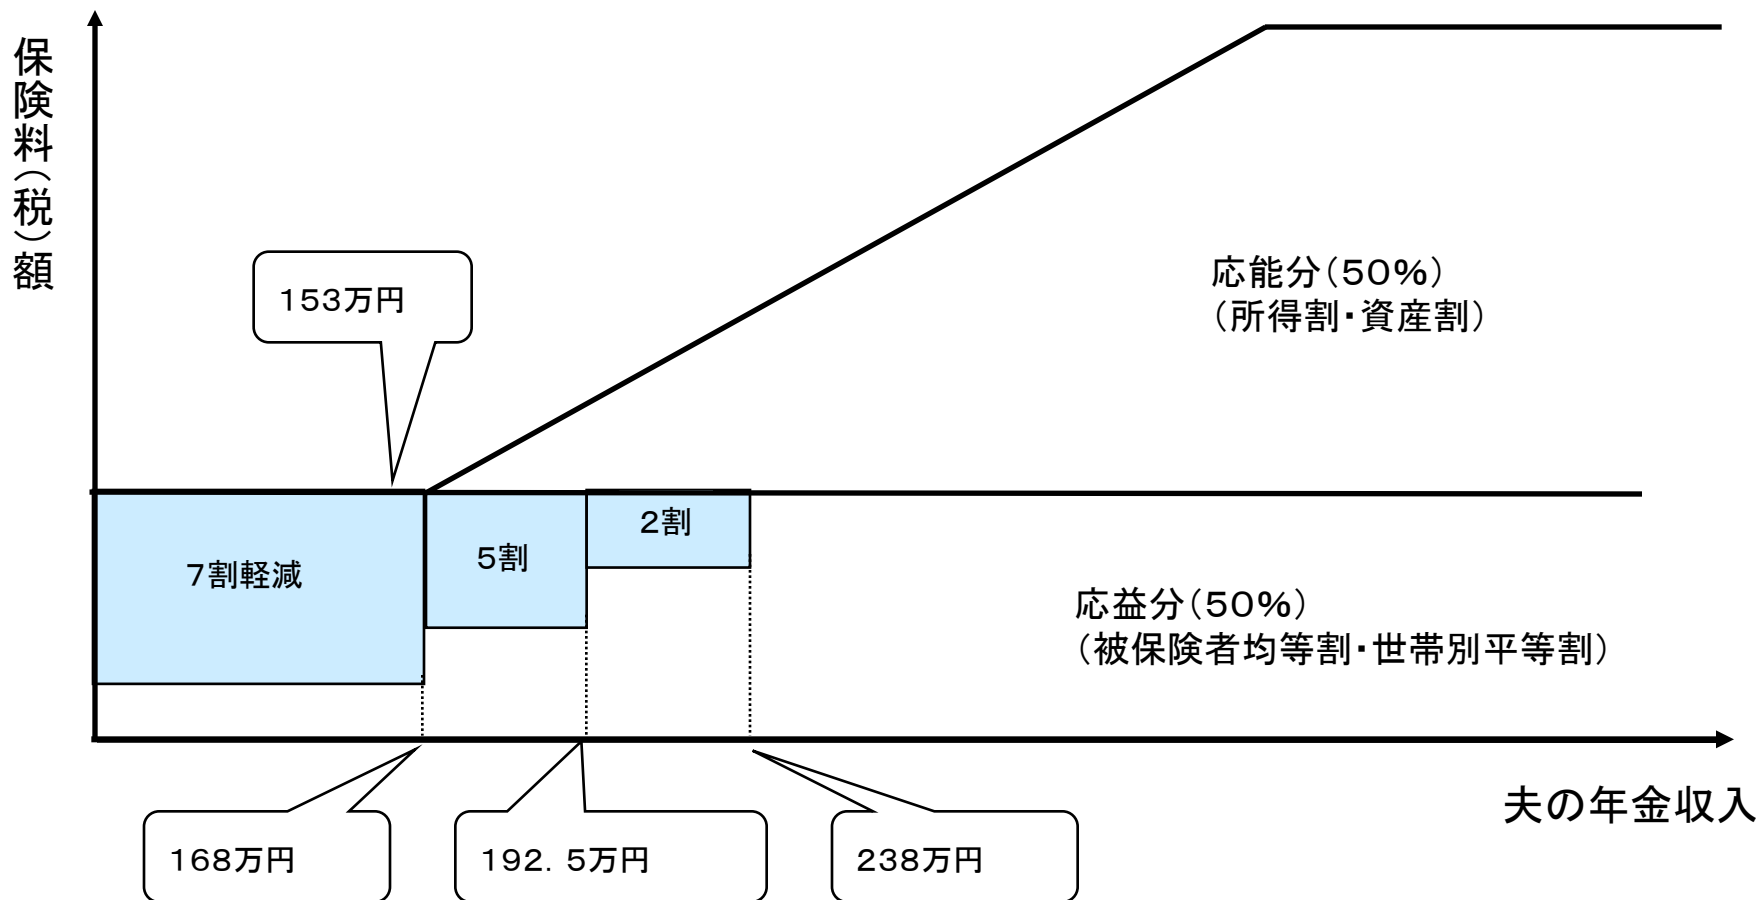 保険料（税）額
153万円
応能分（50％）
（所得割・資産割）
7割軽減
5割
2割
応益分（50％）
（被保険者均等割・世帯別平等割）
夫の年金収入
168万円
192．5万円
238万円